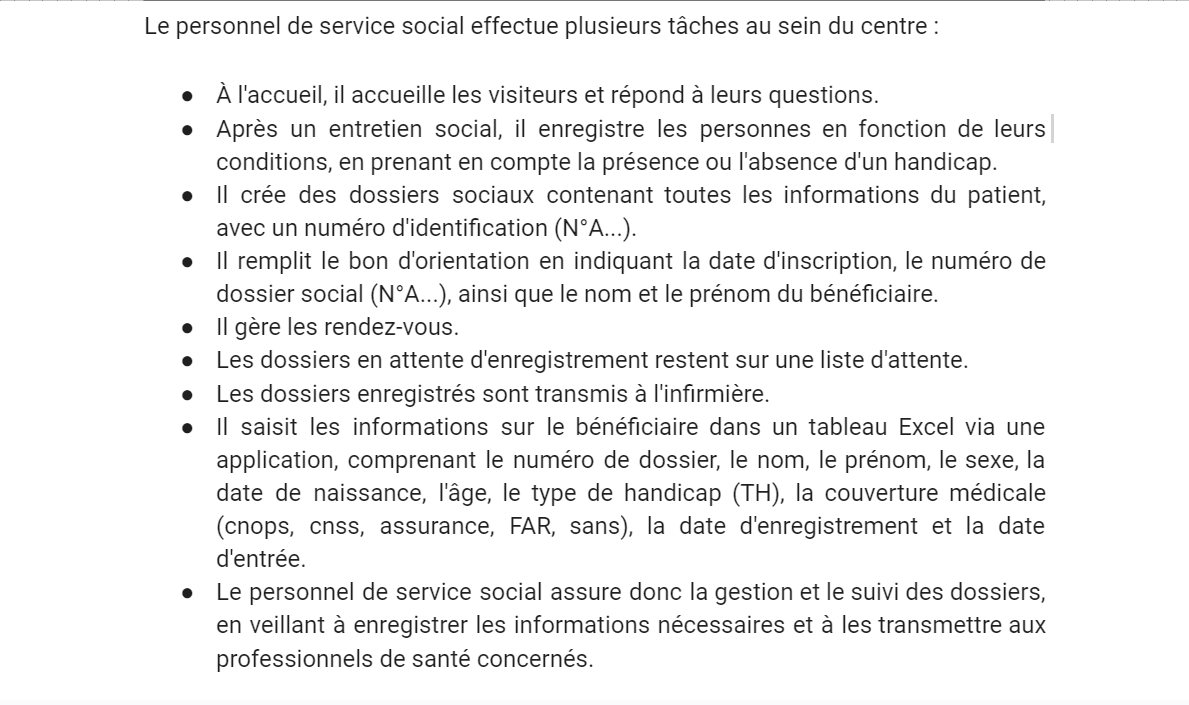 Le personnel de service social effectue plusieurs tâches au sein du centre :
● À l'accueil, il accueille les visiteurs et répond à leurs questions.
● Après un entretien social, il enregistre les personnes en fonction de leurs
conditions, en prenant en compte la présence ou l'absence d'un handicap.
● Il crée des dossiers sociaux contenant toutes les informations du patient,
avec un numéro d'identification (N°A...).
● Il remplit le bon d'orientation en indiquant la date d'inscription, le numéro de
dossier social (N°A...), ainsi que le nom et le prénom du bénéficiaire.
● Il gère les rendez-vous.
● Les dossiers en attente d'enregistrement restent sur une liste d'attente.
● Les dossiers enregistrés sont transmis à l'infirmière.
● Il saisit les informations sur le bénéficiaire dans un tableau Excel via une
application, comprenant le numéro de dossier, le nom, le prénom, le sexe, la
date de naissance, l'âge, le type de handicap (TH), la couverture médicale
(cnops, cnss, assurance, FAR, sans), la date d'enregistrement et la date
d'entrée.
● Le personnel de service social assure donc la gestion et le suivi des dossiers,
en veillant à enregistrer les informations nécessaires et à les transmettre aux
professionnels de santé concernés.